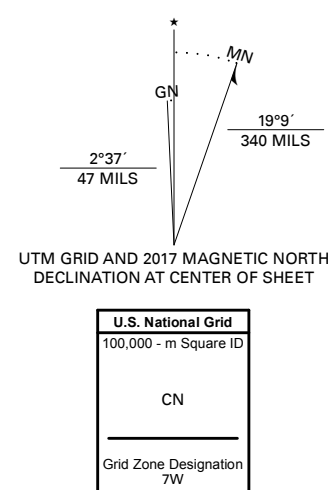 ★
MN
GN
19°9´
340 MILS
2°37´
47 MILS
UTM GRID AND 2017 MAGNETIC NORTH
DECLINATION AT CENTER OF SHEET
U.S. National Grid
100,000 - m Square ID
CN
Grid Zone Designation
7W